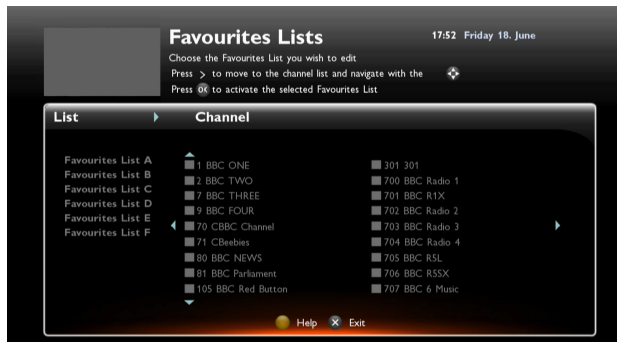 Favourites Lists
17:52 Friday 18. June
Choose the Favourites List you wish to edit
Press > to move to the channel list and navigate with the
Press OK to activate the selected Favourites List
List
Channel
Favourites List A
Favourites List B
Favourites List C
Favourites List D
Favourites List E
Favourites List F
1 BBC ONE
2 BBC TWO
7 BBC THREE
9 BBC FOUR
70 CBBC Channel
71 CBeebies
80 BBC NEWS
81 BBC Parliament
105 BBC Red Button
301 301
700 BBC Radio 1
701 BBC R1X
702 BBC Radio 2
703 BBC Radio 3
704 BBC Radio 4
705 BBC R5L
706 BBC R5SX
707 BBC 6 Music
Help X Exit